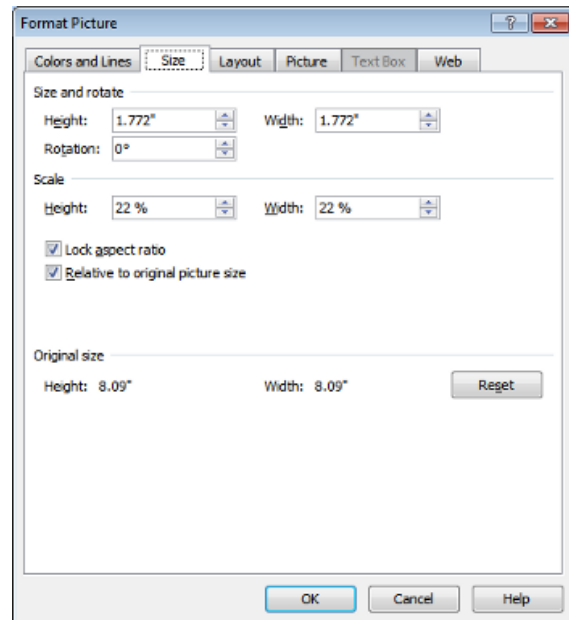 Format Picture
Colors and Lines Size Layout Picture Text Box Web
Size and rotate
Height: 1.772" Width: 1.772"
Rotation: 0°
Scale
Height: 22 % Width: 22 %
Lock aspect ratio
Relative to original picture size
Original size
Height: 8.09" Width: 8.09" Reset
OK Cancel Help